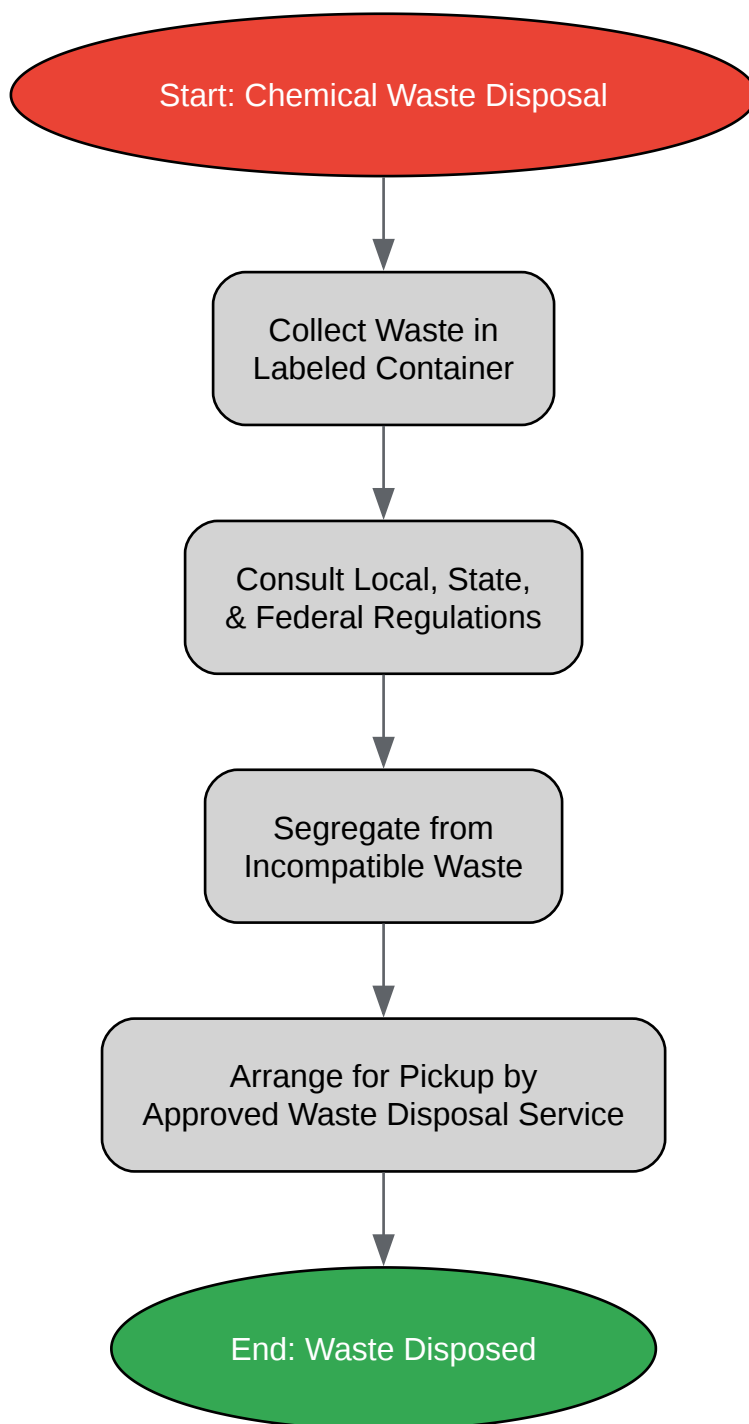 Start: Chemical Waste Disposal
Collect Waste in
Labeled Container
Consult Local, State,
& Federal Regulations
Segregate from
Incompatible Waste
Arrange for Pickup by
Approved Waste Disposal Service
End: Waste Disposed